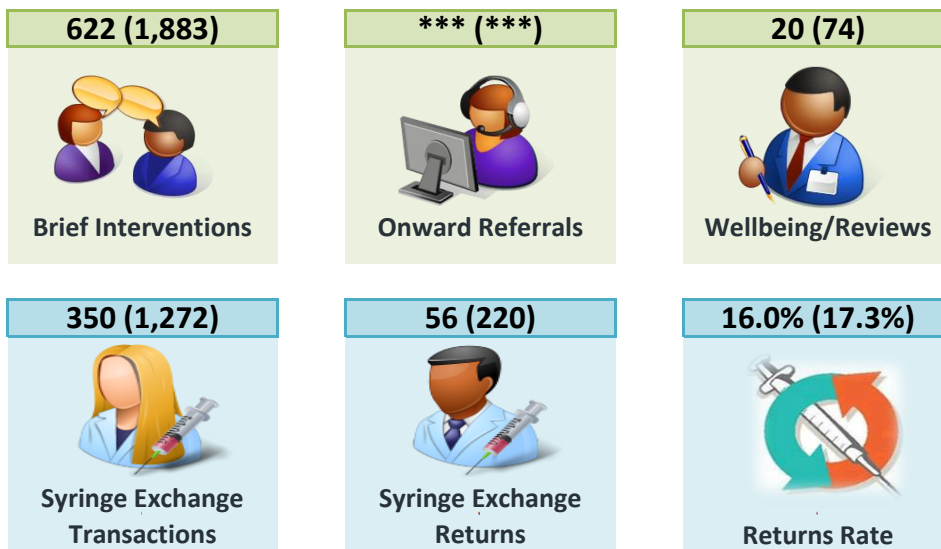 622 (1,883)
*** (***)
20 (74)
Brief Interventions
Onward Referrals
Wellbeing/Reviews
350 (1,272)
56 (220)
16.0% (17.3%)
Syringe Exchange
Transactions
Syringe Exchange
Returns
Returns Rate